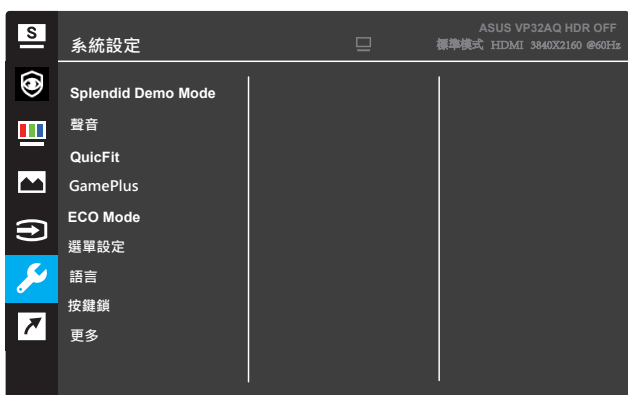 S
系統設定
ASUS VP32AQ HDR OFF
標準模式 HDMI 3840X2160 @60Hz
Splendid Demo Mode
聲音
QuicFit
GamePlus
ECO Mode
選單設定
語言
按鍵鎖
更多